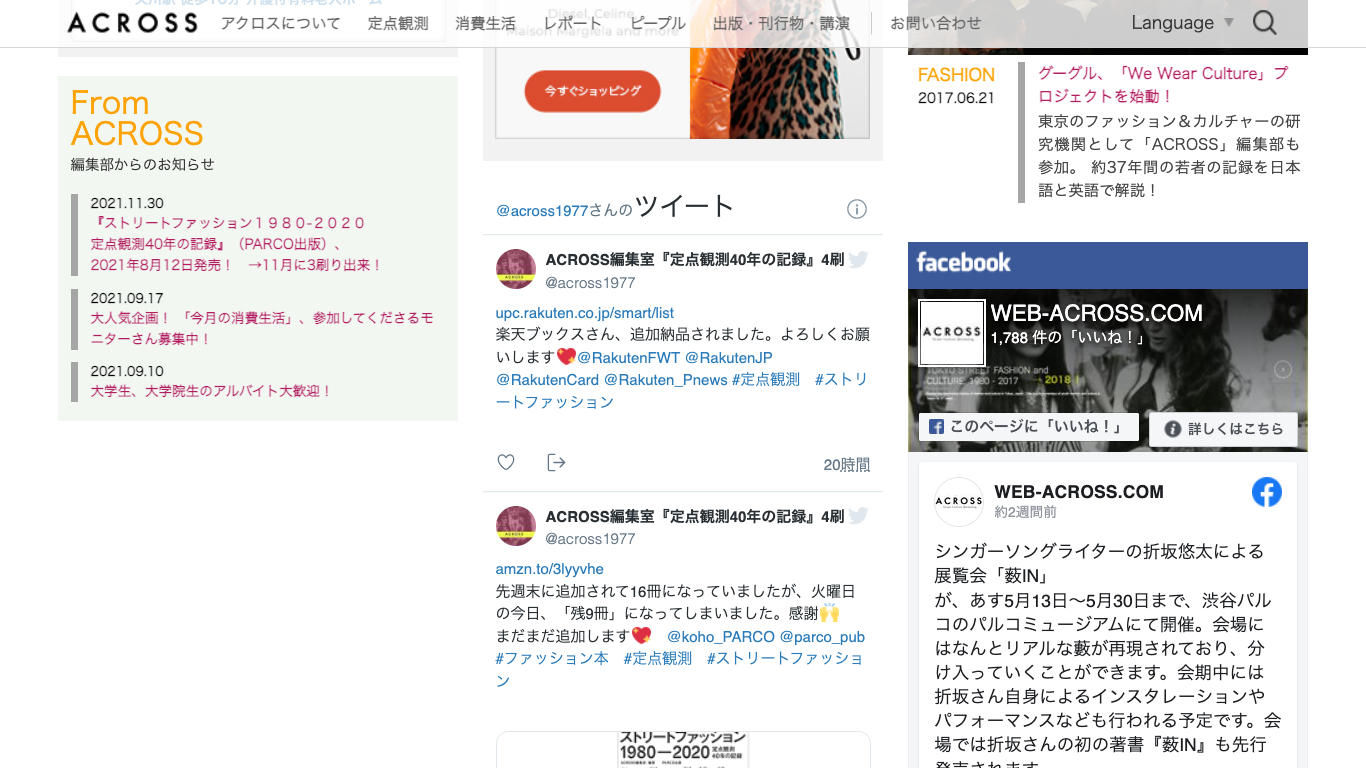 ACROSS
アクロスについて
定点観測
消費生活
レポート
ピープル
出版・刊行物・講演
お問い合わせ
Language
From
ACROSS
編集部からのお知らせ
2021.11.30
『ストリートファッション１９８０-２０２０
定点観測40年の記録』（PARCO出版）、
2021年8月12日発売！　→11月に3刷り出来！
2021.09.17
大人気企画！ 「今月の消費生活」、参加してくださるモ
ニターさん募集中！
2021.09.10
大学生、大学院生のアルバイト大歓迎！
Diesel, Celine
Maison Margiela and more
今すぐショッピング
@across1977さんのツイート
ACROSS編集室『定点観測40年の記録』4刷
@across1977
upc.rakuten.co.jp/smart/list
楽天ブックスさん、追加納品されました。よろしくお願
いします💖@RakutenFWT @RakutenJP
@RakutenCard @Rakuten_Pnews #定点観測　#ストリ
ートファッション
20時間
ACROSS編集室『定点観測40年の記録』4刷
@across1977
amzn.to/3lyyvhe
先週末に追加されて16冊になっていましたが、火曜日
の今日、「残9冊」になってしまいました。感謝🙌
まだまだ追加します💖　@koho_PARCO @parco_pub
#ファッション本　#定点観測　#ストリートファッショ
ン
ストリートファッション
1980—2020
定点観測
40年の記録
FASHION
2017.06.21
グーグル、「We Wear Culture」プ
ロジェクトを始動！
東京のファッション＆カルチャーの研
究機関として「ACROSS」編集部も
参加。 約37年間の若者の記録を日本
語と英語で解説！
facebook
ACROSS
WEB-ACROSS.COM
1,788 件の「いいね！」
TOKYO STREET FASHION and
CULTURE: 1980 - 2017
→2018
このページに「いいね！」
詳しくはこちら
ACROSS
WEB-ACROSS.COM
約2週間前
シンガーソングライターの折坂悠太による
展覧会「薮IN」
が、あす5月13日〜5月30日まで、渋谷パル
コのパルコミュージアムにて開催。会場に
はなんとリアルな藪が再現されており、分
け入っていくことができます。会期中には
折坂さん自身によるインスタレーションや
パフォーマンスなども行われる予定です。会
場では折坂さんの初の著書『薮IN』も先行
発売されます。